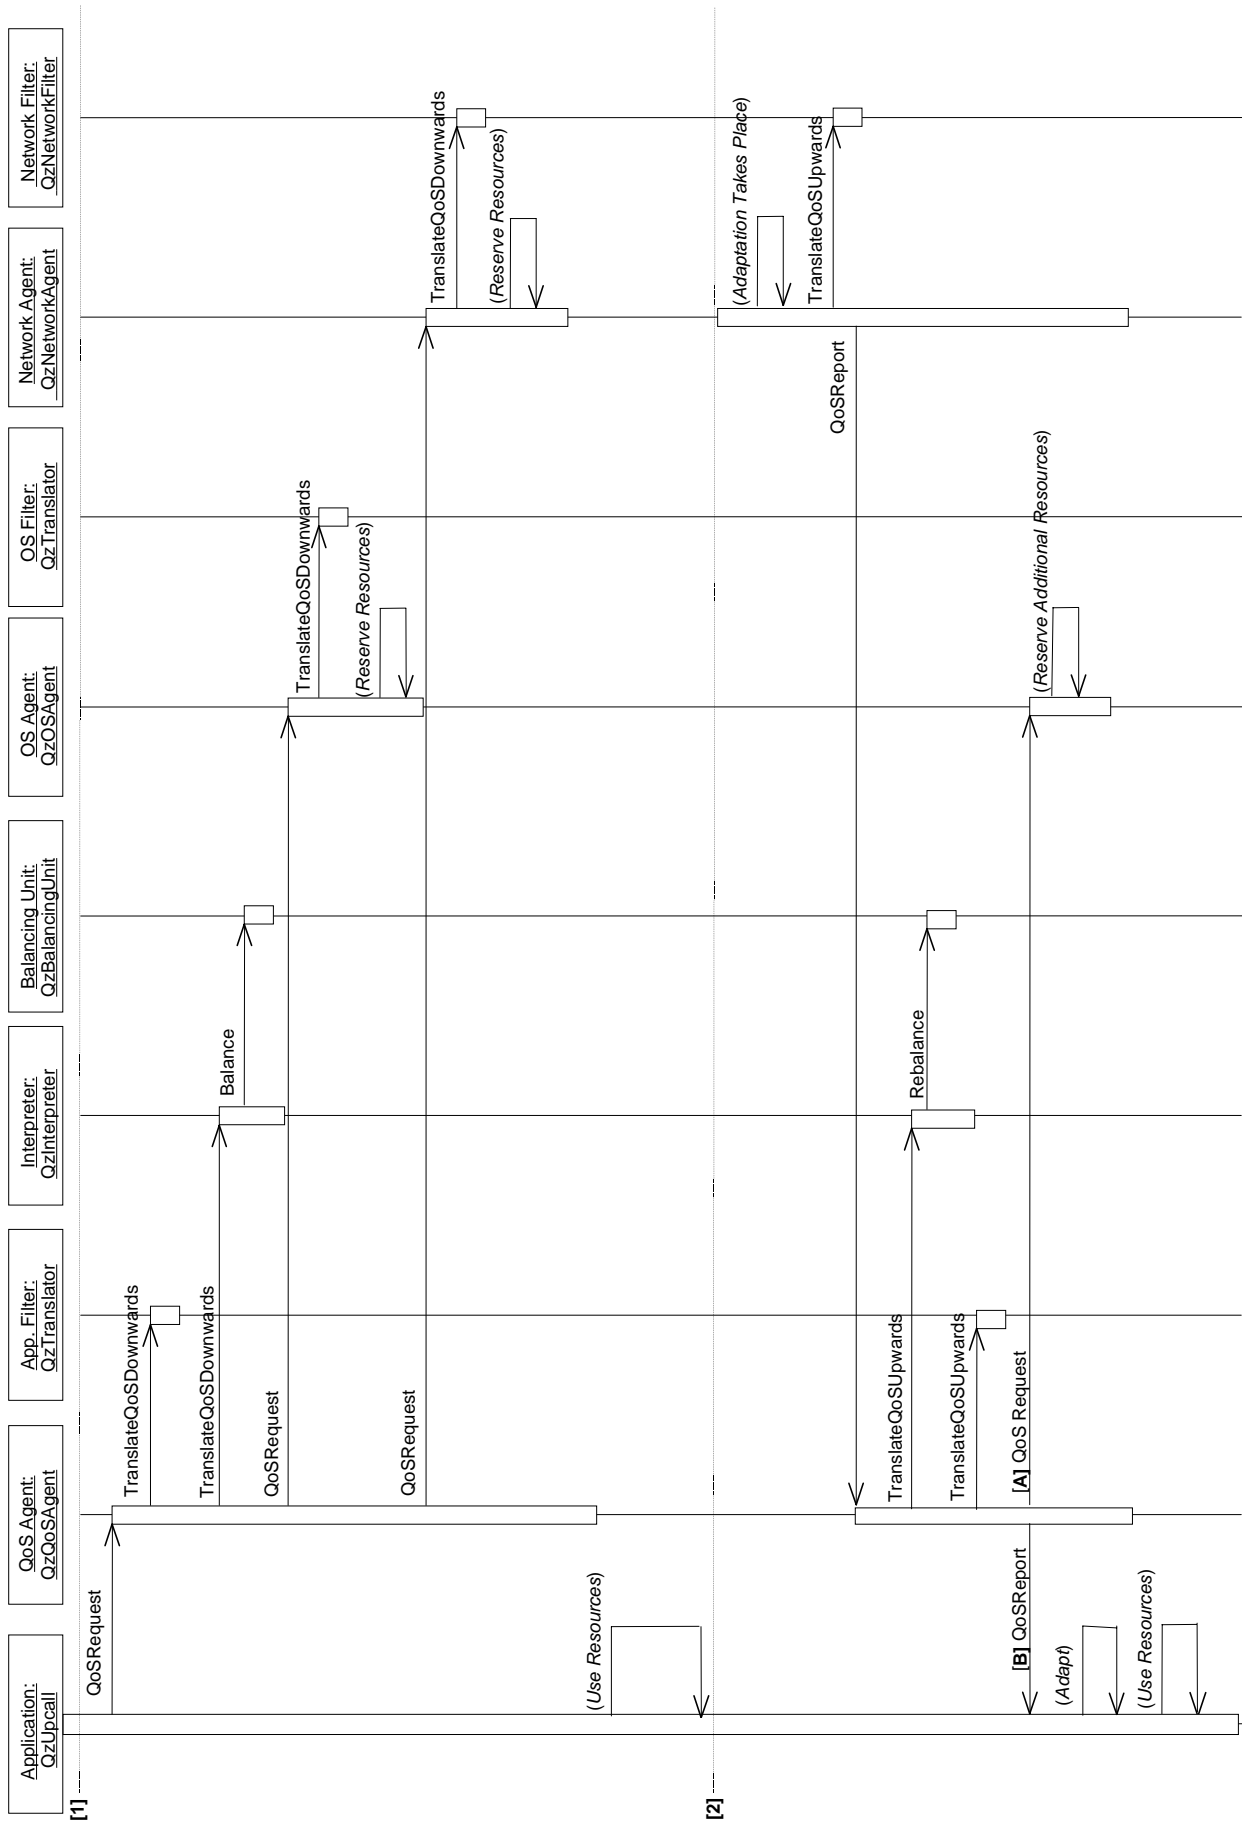 Application:
QzUpcall
QoS Agent:
QzQoSAgent
App. Filter:
QzTranslator
Interpreter:
QzInterpreter
Balancing Unit:
QzBalancingUnit
OS Agent:
QzOSAgent
OS Filter:
QzTranslator
Network Agent:
QzNetworkAgent
Network Filter:
QzNetworkFilter
[1]
QoSRequest
TranslateQoSDownwards
TranslateQoSDownwards
Balance
QoSRequest
TranslateQoSDownwards
(Reserve Resources)
QoSRequest
TranslateQoSDownwards
(Reserve Resources)
(Use Resources)
[2]
(Adaptation Takes Place)
TranslateQoSUpwards
QoSReport
TranslateQoSUpwards
Rebalance
TranslateQoSUpwards
[B] QoSReport
[A] QoS Request
(Reserve Additional Resources)
(Adapt)
(Use Resources)